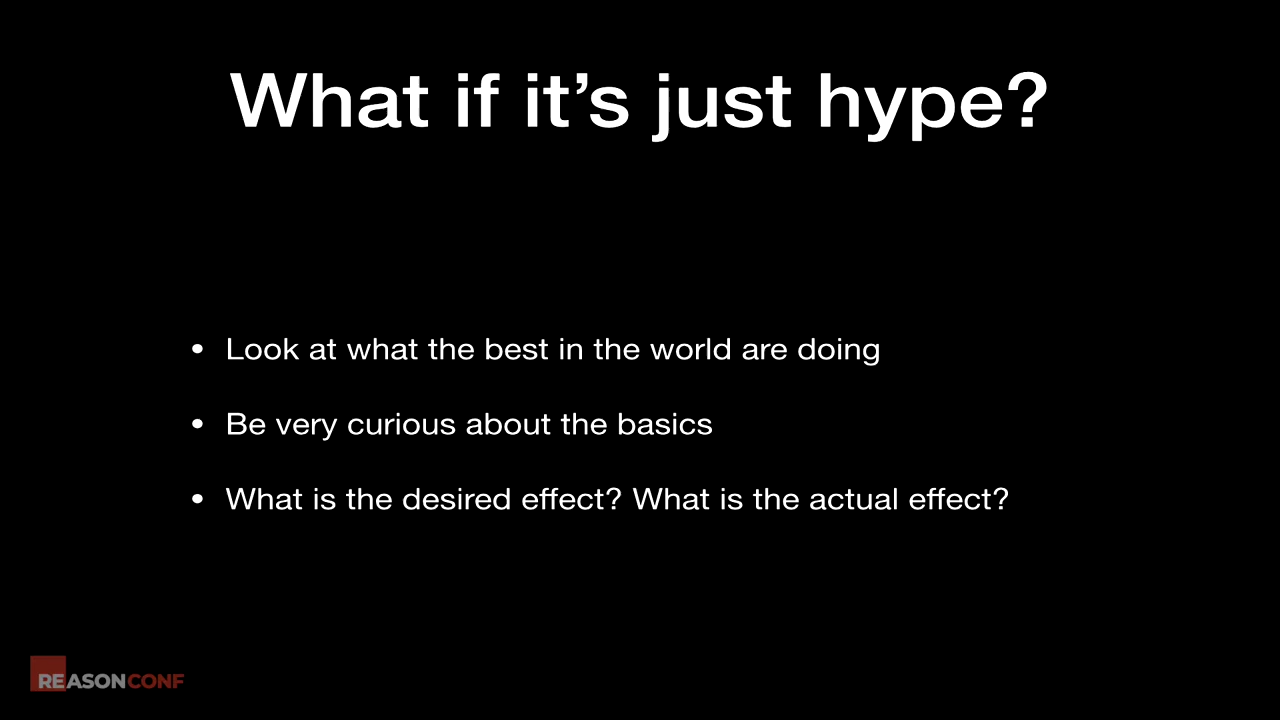 What if it's just hype?
• Look at what the best in the world are doing
• Be very curious about the basics
• What is the desired effect? What is the actual effect?
REASONCONF